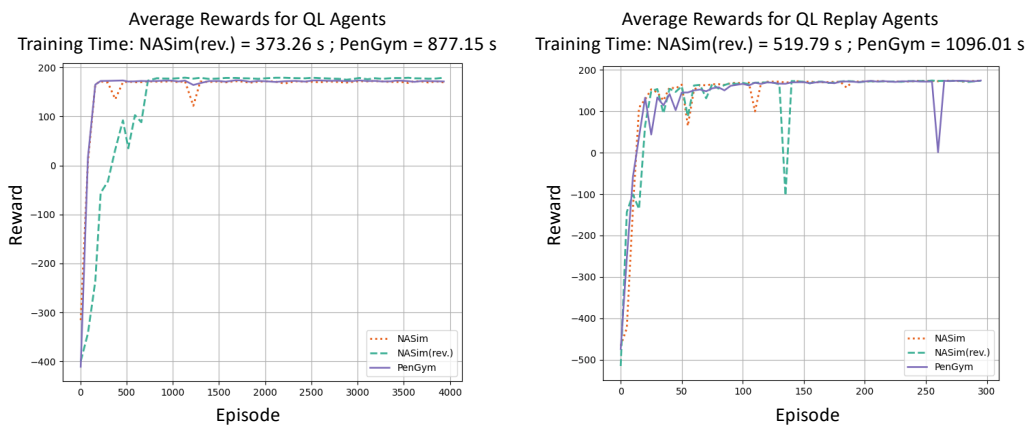 Average Rewards for QL Agents
Training Time: NASim(rev.) = 373.26 s ; PenGym = 877.15 s
200
100
0
−100
−200
−300
−400
Reward
0
500
1000
1500
2000
2500
3000
3500
4000
Episode
NASim
NASim(rev.)
PenGym
Average Rewards for QL Replay Agents
Training Time: NASim(rev.) = 519.79 s ; PenGym = 1096.01 s
200
100
0
−100
−200
−300
−400
−500
Reward
0
50
100
150
200
250
300
Episode
NASim
NASim(rev.)
PenGym